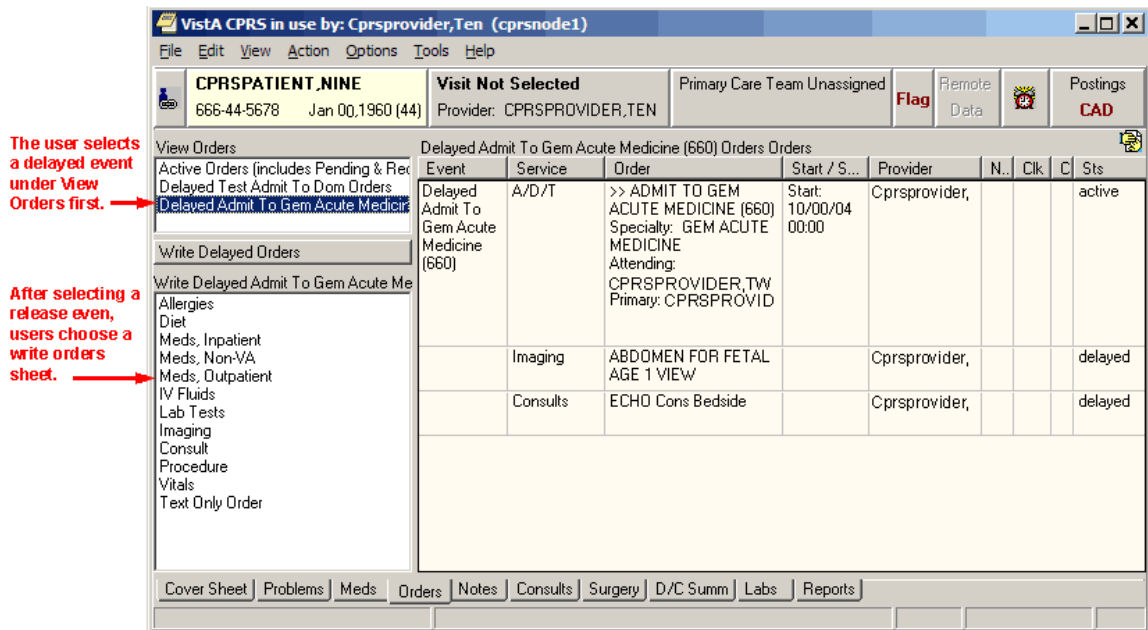 VistA CPRS in use by: Cprsprovider,Ten (cprsnode1)
File Edit View Action Options Tools Help
CPRSPATIENT,NINE
666-44-5678 Jan 00,1960 (44)
Visit Not Selected
Provider: CPRSPROVIDER,TEN
Primary Care Team Unassigned
Flag
Remote
Data
Postings
CAD
The user selects
a delayed event
under View
Orders first.
View Orders
Active Orders (includes Pending & Rec
Delayed Test Admit To Dom Orders
Delayed Admit To Gem Acute Medicin
Write Delayed Orders
After selecting a
release even,
users choose a
write orders
sheet.
Write Delayed Admit To Gem Acute Me
Allergies
Diet
Meds, Inpatient
Meds, Non-VA
Meds, Outpatient
IV Fluids
Lab Tests
Imaging
Consult
Procedure
Vitals
Text Only Order
Delayed Admit To Gem Acute Medicine (660) Orders Orders
Event Service Order Start / S... Provider N.. Clk C Sts
Delayed
Admit To
Gem Acute
Medicine
(660)
A/D/T
>> ADMIT TO GEM
ACUTE MEDICINE (660)
Specialty: GEM ACUTE
MEDICINE
Attending:
CPRSPROVIDER,TW
Primary: CPRSPROVID
Start:
10/00/04
00:00
Cprsprovider,
active
Imaging
ABDOMEN FOR FETAL
AGE 1 VIEW
Cprsprovider,
delayed
Consults
ECHO Cons Bedside
Cprsprovider,
delayed
Cover Sheet Problems Meds Orders Notes Consults Surgery D/C Summ Labs Reports